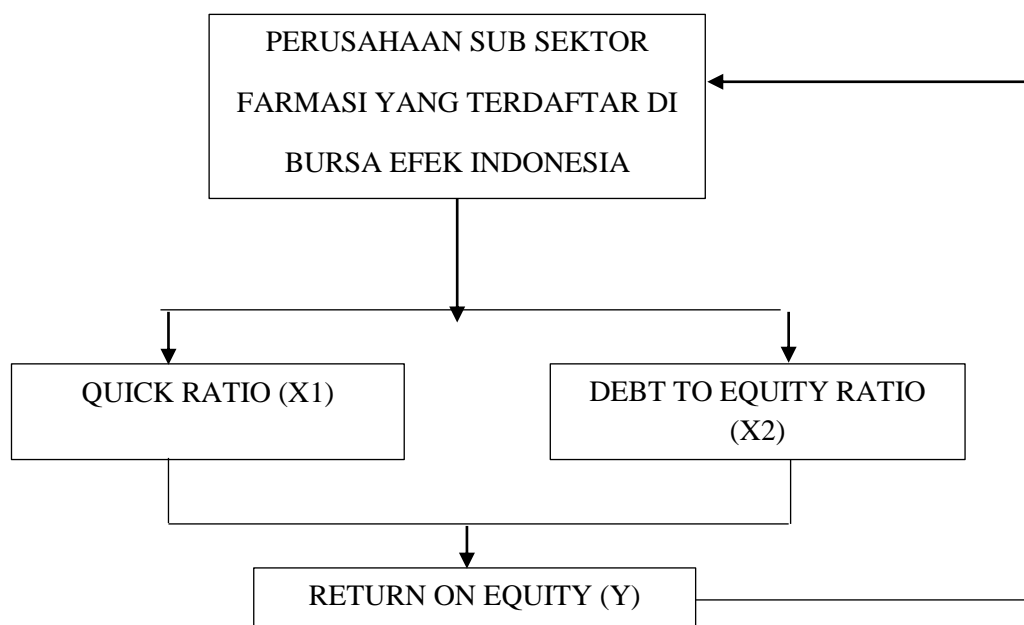 PERUSAHAAN SUB SEKTOR
FARMASI YANG TERDAFTAR DI
BURSA EFEK INDONESIA
QUICK RATIO (X1)
DEBT TO EQUITY RATIO
(X2)
RETURN ON EQUITY (Y)